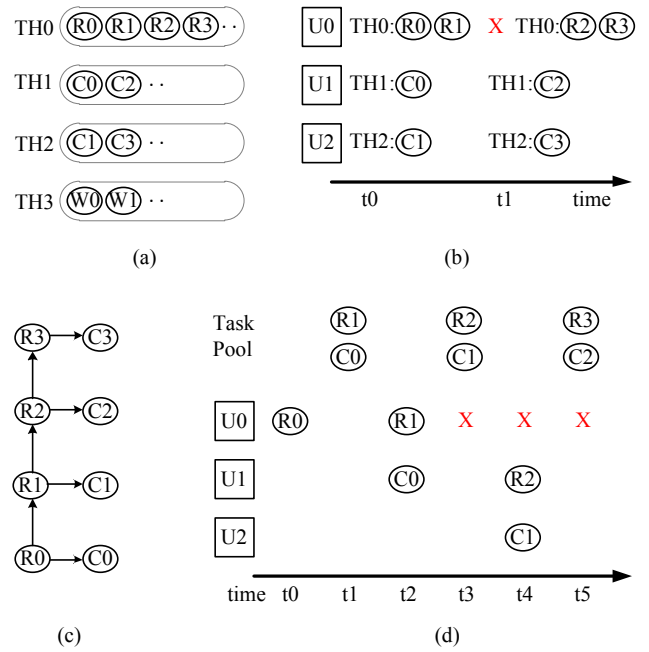 TH0 R0 R1 R2 R3 ··
TH1 C0 C2 ··
TH2 C1 C3 ··
TH3 W0 W1 ··
(a)
U0 TH0: R0 R1 X TH0: R2 R3
U1 TH1: C0 TH1: C2
U2 TH2: C1 TH2: C3
t0 t1 time
(b)
R3 C3
R2 C2
R1 C1
R0 C0
(c)
Task R1 R2 R3
Pool C0 C1 C2
U0 R0 R1 X X X
U1 C0 R2
U2 C1
time t0 t1 t2 t3 t4 t5
(d)